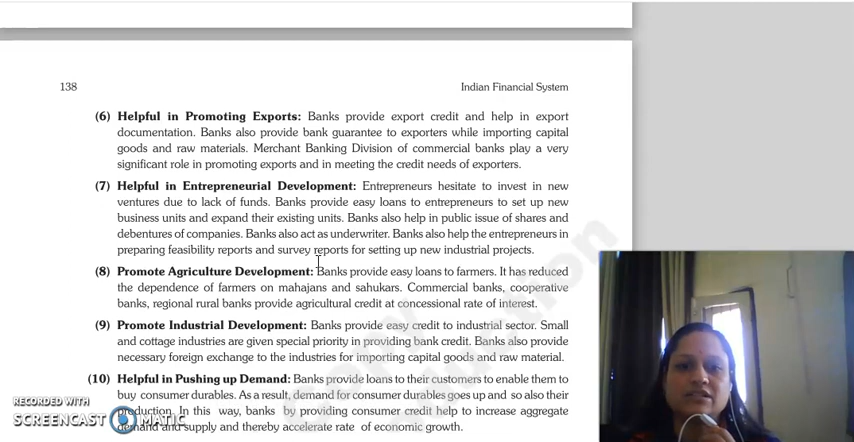 138 Indian Financial System
(6) Helpful in Promoting Exports: Banks provide export credit and help in export
documentation. Banks also provide bank guarantee to exporters while importing capital
goods and raw materials. Merchant Banking Division of commercial banks play a very
significant role in promoting exports and in meeting the credit needs of exporters.
(7) Helpful in Entrepreneurial Development: Entrepreneurs hesitate to invest in new
ventures due to lack of funds. Banks provide easy loans to entrepreneurs to set up new
business units and expand their existing units. Banks also help in public issue of shares and
debentures of companies. Banks also act as underwriter. Banks also help the entrepreneurs in
preparing feasibility reports and survey reports for setting up new industrial projects.
(8) Promote Agriculture Development: Banks provide easy loans to farmers. It has reduced
the dependence of farmers on mahajans and sahukars. Commercial banks, cooperative
banks, regional rural banks provide agricultural credit at concessional rate of interest.
(9) Promote Industrial Development: Banks provide easy credit to industrial sector. Small
and cottage industries are given special priority in providing bank credit. Banks also provide
necessary foreign exchange to the industries for importing capital goods and raw material.
(10) Helpful in Pushing up Demand: Banks provide loans to their customers to enable them to
buy consumer durables. As a result, demand for consumer durables goes up and so also their
production. In this way, banks by providing consumer credit help to increase aggregate
demand and supply and thereby accelerate rate of economic growth.
RECORDED WITH
SCREENCAST MATIC